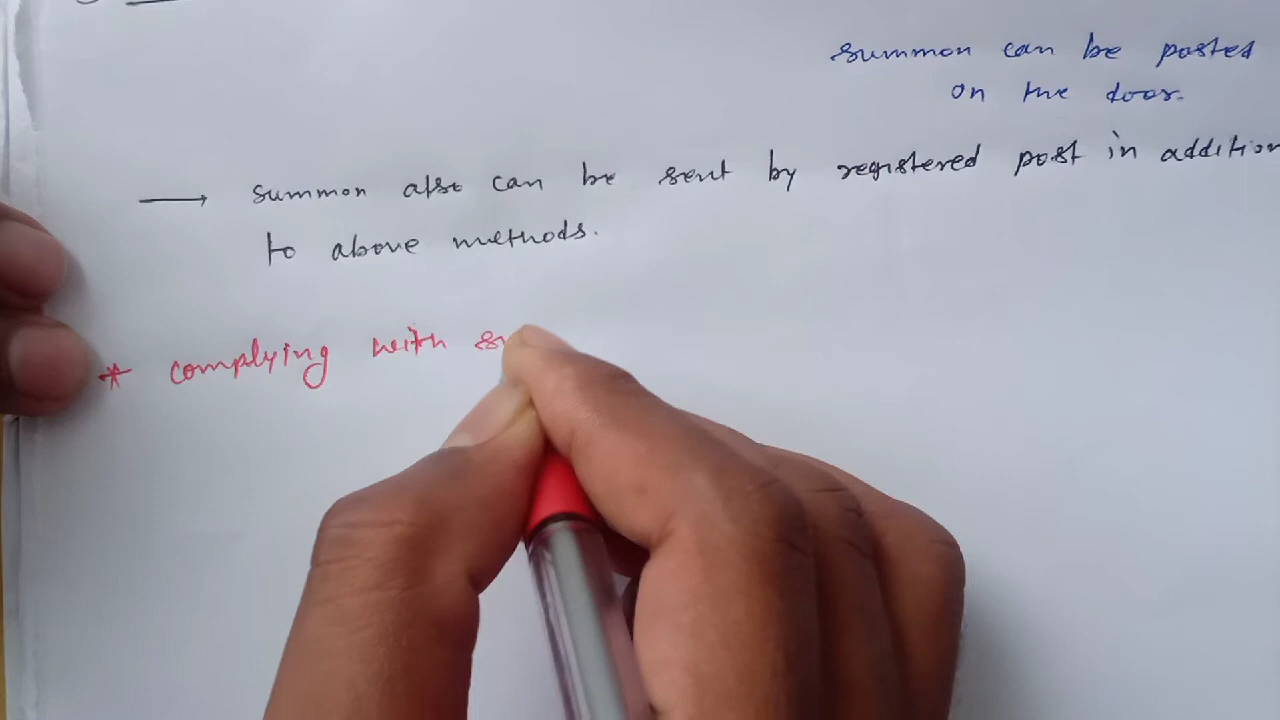 summon can be posted
on the door.
→ summon also can be sent by registered post in addition
to above methods.
* complying with